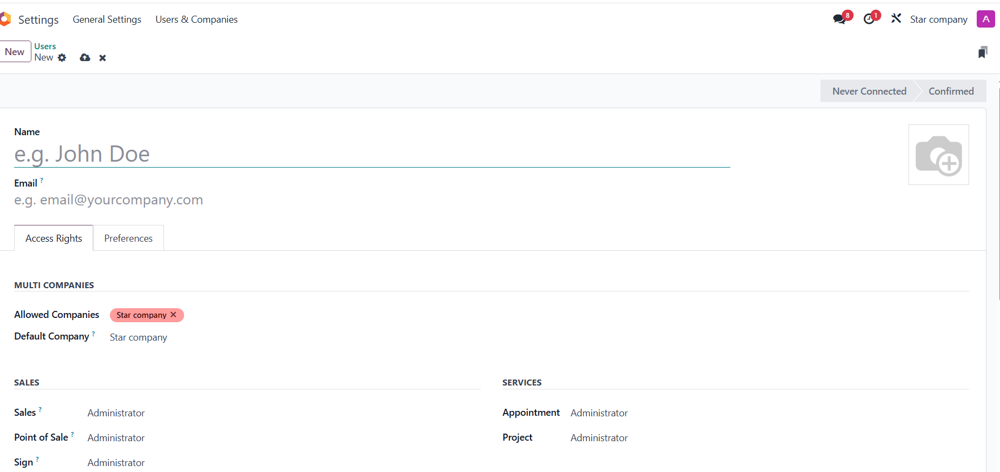 Settings General Settings Users & Companies 8 1 Star company A
New Users
New
Never Connected Confirmed
Name
e.g. John Doe
Email ?
e.g. email@yourcompany.com
Access Rights Preferences
MULTI COMPANIES
Allowed Companies Star company ×
Default Company ? Star company
SALES SERVICES
Sales ? Administrator Appointment Administrator
Point of Sale ? Administrator Project Administrator
Sign ? Administrator